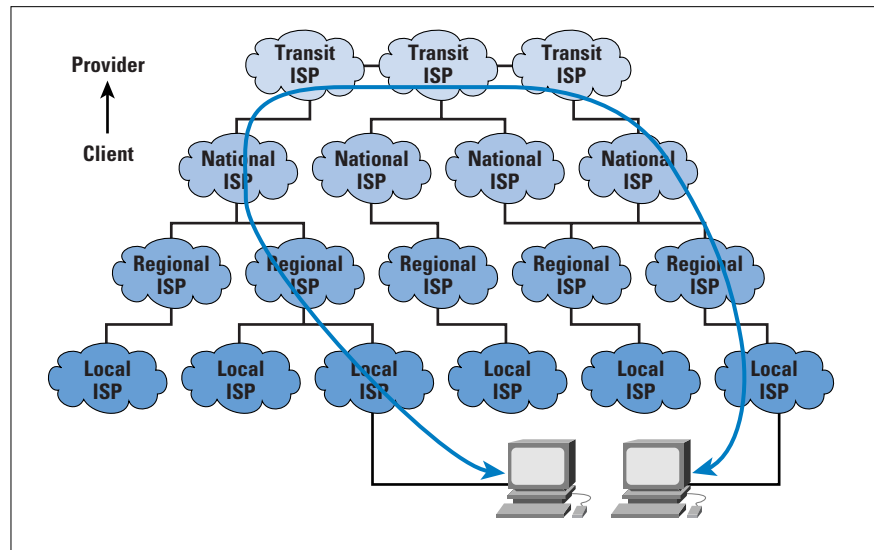 Provider
Client
Transit
ISP
Transit
ISP
Transit
ISP
National
ISP
National
ISP
National
ISP
National
ISP
Regional
ISP
Regional
ISP
Regional
ISP
Regional
ISP
Regional
ISP
Local
ISP
Local
ISP
Local
ISP
Local
ISP
Local
ISP
Local
ISP